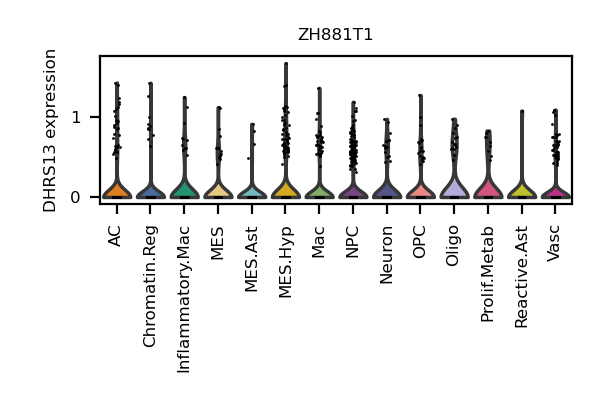 ZH881T1
DHRS13 expression
1
0
AC
Chromatin.Reg
Inflammatory.Mac
MES
MES.Ast
MES.Hyp
Mac
NPC
Neuron
OPC
Oligo
Prolif.Metab
Reactive.Ast
Vasc